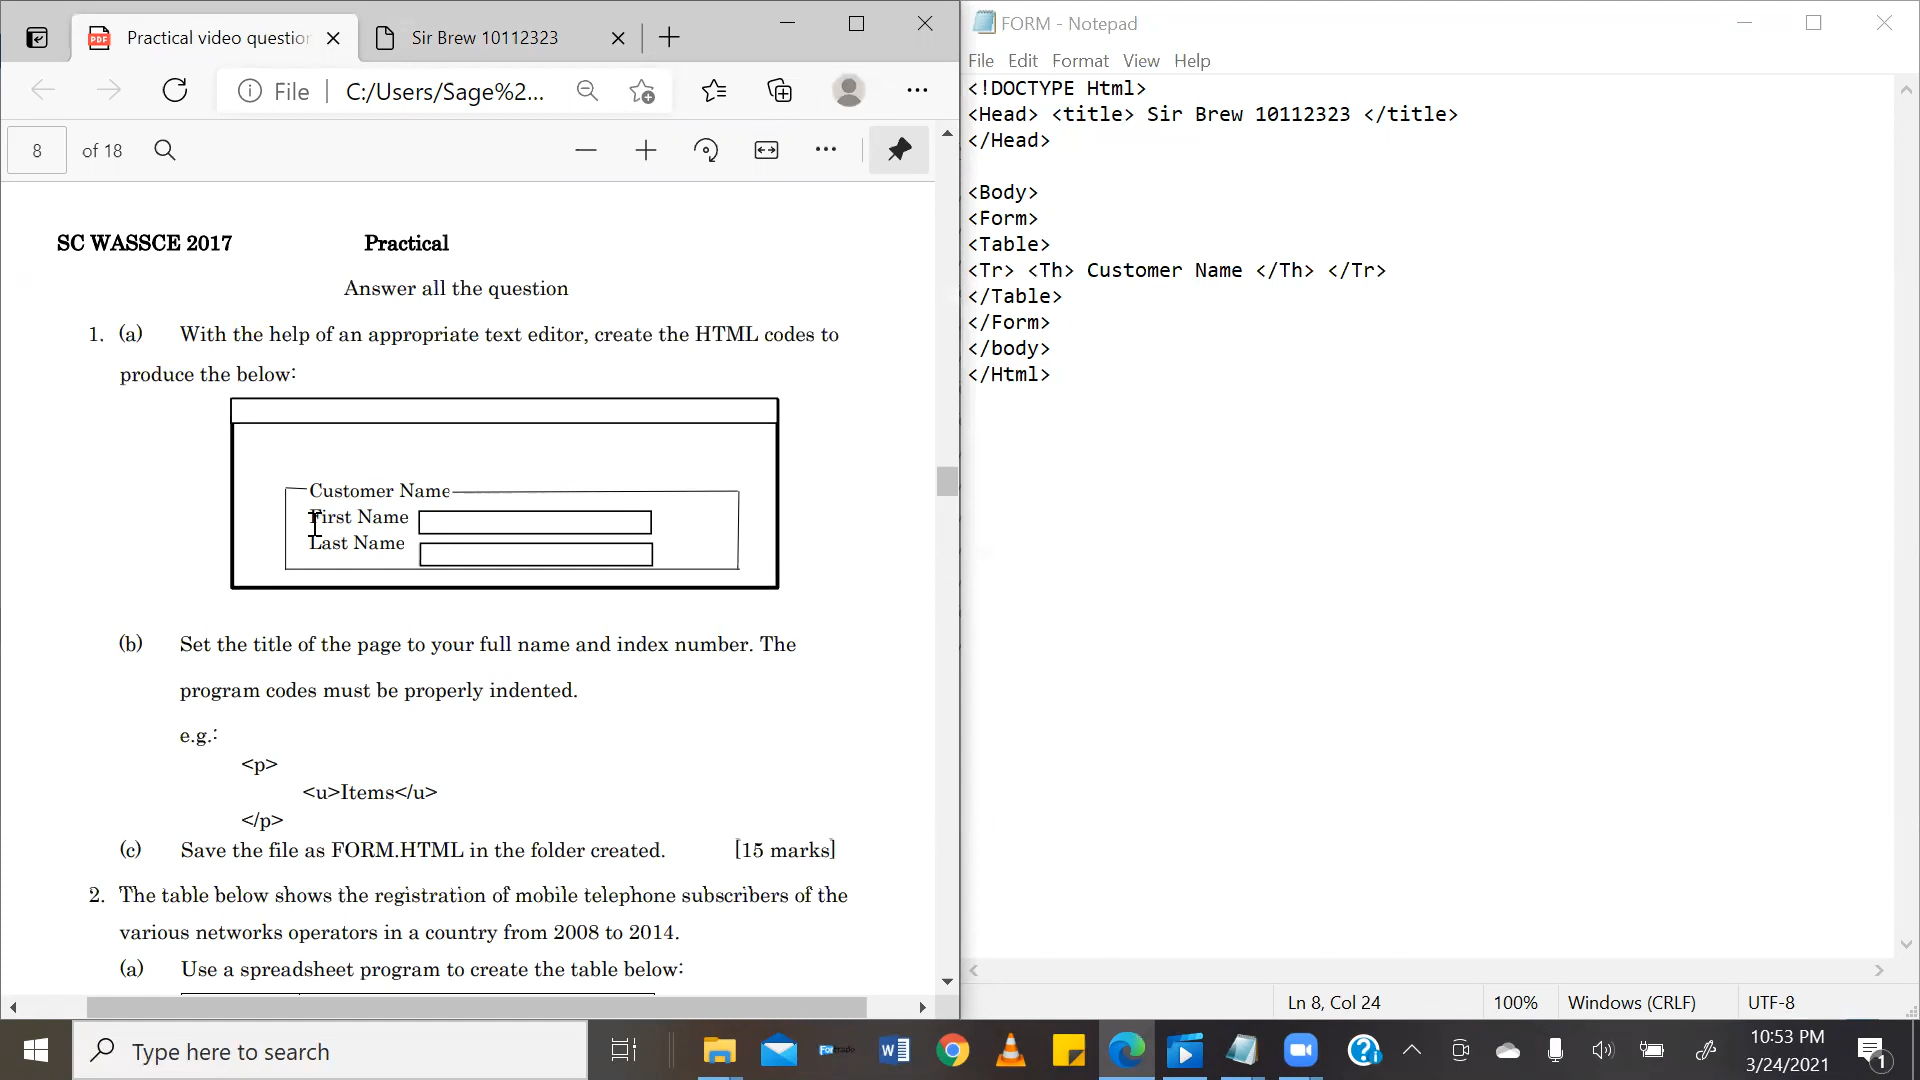 Practical video questio
Sir Brew 10112323
File
C:/Users/Sage%2...
8
of 18
SC WASSCE 2017 Practical
Answer all the question
1. (a) With the help of an appropriate text editor, create the HTML codes to
produce the below:
Customer Name
First Name
Last Name
(b) Set the title of the page to your full name and index number. The
program codes must be properly indented.
e.g.:
<p>
<u>Items</u>
</p>
(c) Save the file as FORM.HTML in the folder created. [15 marks]
2. The table below shows the registration of mobile telephone subscribers of the
various networks operators in a country from 2008 to 2014.
(a) Use a spreadsheet program to create the table below:
FORM - Notepad
File Edit Format View Help
<!DOCTYPE Html>
<Head> <title> Sir Brew 10112323 </title>
</Head>
<Body>
<Form>
<Table>
<Tr> <Th> Customer Name </Th> </Tr>
</Table>
</Form>
</body>
</Html>
Ln 8, Col 24 100% Windows (CRLF) UTF-8
Type here to search
10:53 PM
3/24/2021
1